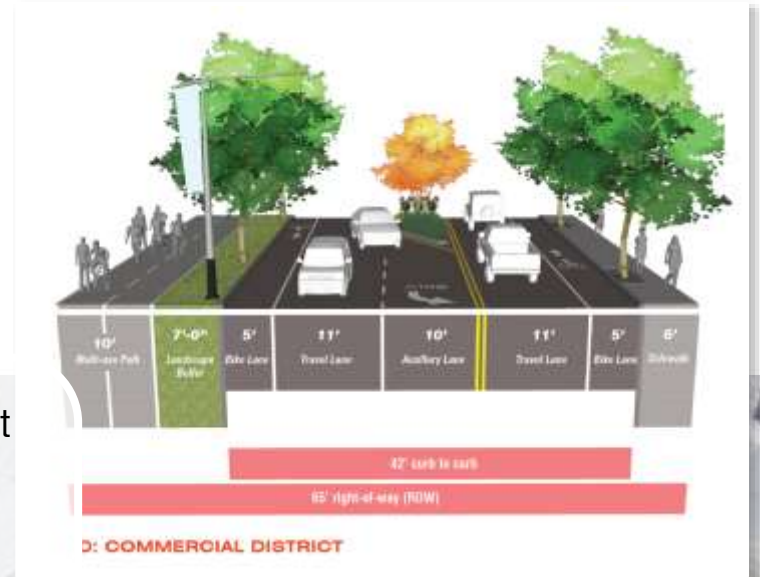 10' 7'-0" 5' 11' 10' 11' 5' 6'
Multi-use Path Landscape Buffer Bike Lane Travel Lane Auxiliary Lane Travel Lane Bike Lane Sidewalk
t
42' curb to curb
65' right-of-way (ROW)
D: COMMERCIAL DISTRICT